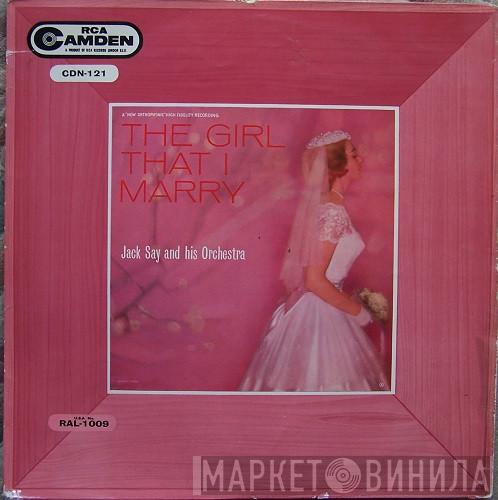 RCA
CAMDEN
A PRODUCT OF RCA RECORDS LONDON S.E.1.
CDN-121
A "NEW ORTHOPHONIC" HIGH FIDELITY RECORDING
THE GIRL
THAT I
MARRY
Jack Say and his Orchestra
U.S.A. No.
RAL-1009
МАРКЕТ ВИНИЛА